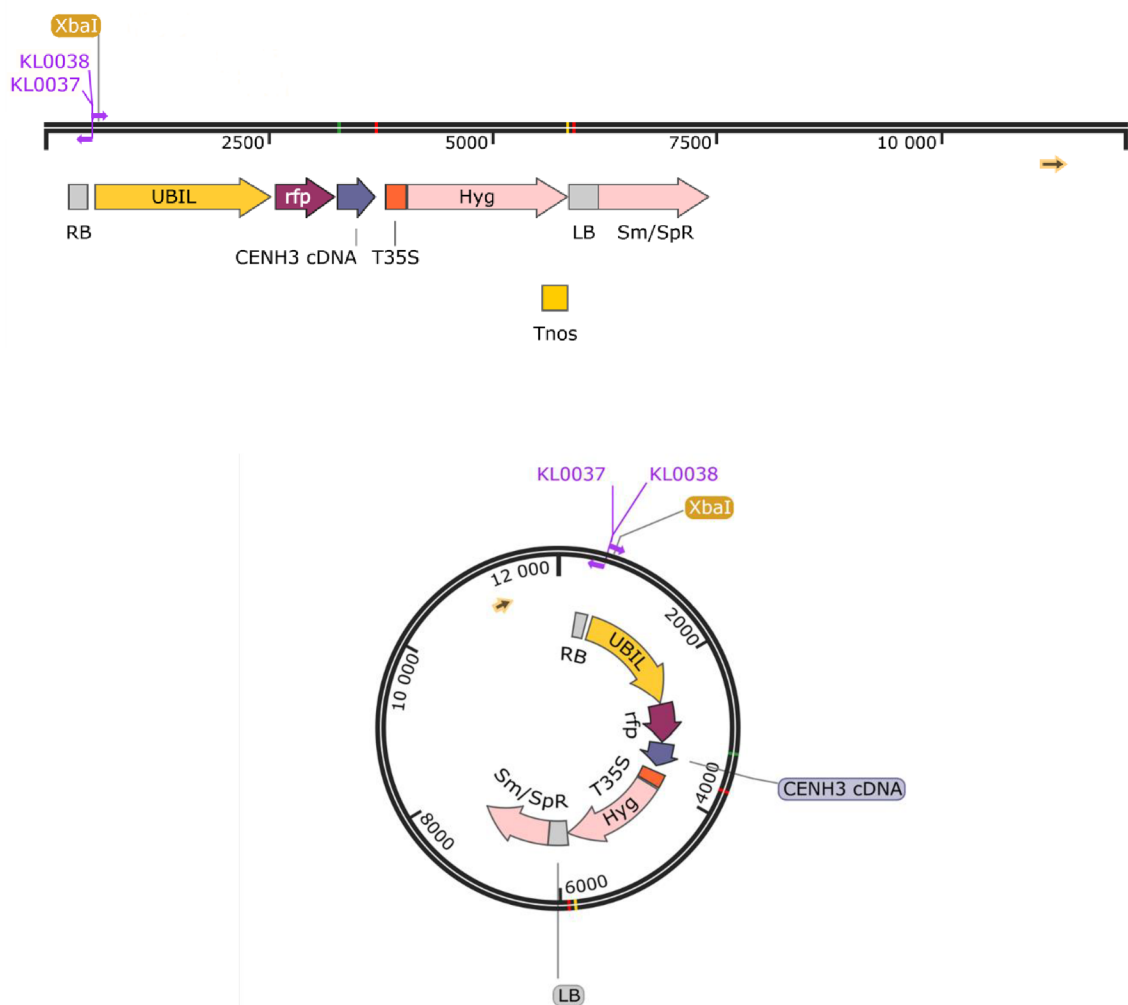 XbaI
KL0038
KL0037
2500
5000
7500
10 000
UBIL
rfp
Hyg
RB
LB
Sm/SpR
CENH3 cDNA
T35S
Tnos
KL0037
KL0038
XbaI
12 000
2000
RB
UBIL
rfp
10 000
T35S
Sm/SpR
4000
CENH3 cDNA
Hyg
8000
6000
LB